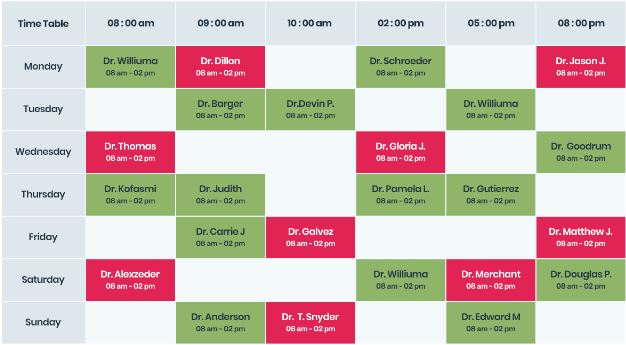 Time Table 08 : 00 am 09 : 00 am 10 : 00 am 02 : 00 pm 05 : 00 pm 08 : 00 pm
Monday Dr. Williuma Dr. Dillon Dr. Schroeder Dr. Jason J.
08 am - 02 pm 08 am - 02 pm 08 am - 02 pm 08 am - 02 pm
Tuesday Dr. Barger Dr.Devin P. Dr. Williuma
08 am - 02 pm 08 am - 02 pm 08 am - 02 pm
Wednesday Dr. Thomas Dr. Gloria J. Dr. Goodrum
08 am - 02 pm 08 am - 02 pm 08 am - 02 pm
Thursday Dr. Kofasmi Dr. Judith Dr. Pamela L. Dr. Gutierrez
08 am - 02 pm 08 am - 02 pm 08 am - 02 pm 08 am - 02 pm
Friday Dr. Carrie J Dr. Galvez Dr. Matthew J.
08 am - 02 pm 08 am - 02 pm 08 am - 02 pm
Saturday Dr. Alexzeder Dr. Williuma Dr. Merchant Dr. Douglas P.
08 am - 02 pm 08 am - 02 pm 08 am - 02 pm 08 am - 02 pm
Sunday Dr. Anderson Dr. T. Snyder Dr. Edward M
08 am - 02 pm 08 am - 02 pm 08 am - 02 pm